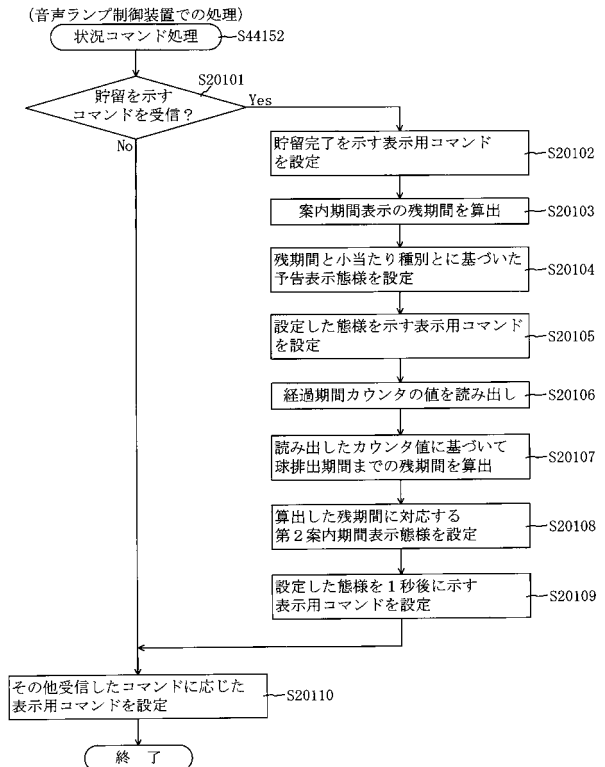 (音声ランプ制御装置での処理)
状況コマンド処理
S44152
S20101
貯留を示す
コマンドを受信?
Yes
No
貯留完了を示す表示用コマンド
を設定
S20102
案内期間表示の残期間を算出
S20103
残期間と小当たり種別とに基づいた
予告表示態様を設定
S20104
設定した態様を示す表示用コマンド
を設定
S20105
経過期間カウンタの値を読み出し
S20106
読み出したカウンタ値に基づいて
球排出期間までの残期間を算出
S20107
算出した残期間に対応する
第2案内期間表示態様を設定
S20108
設定した態様を1秒後に示す
表示用コマンドを設定
S20109
その他受信したコマンドに応じた
表示用コマンドを設定
S20110
終 了